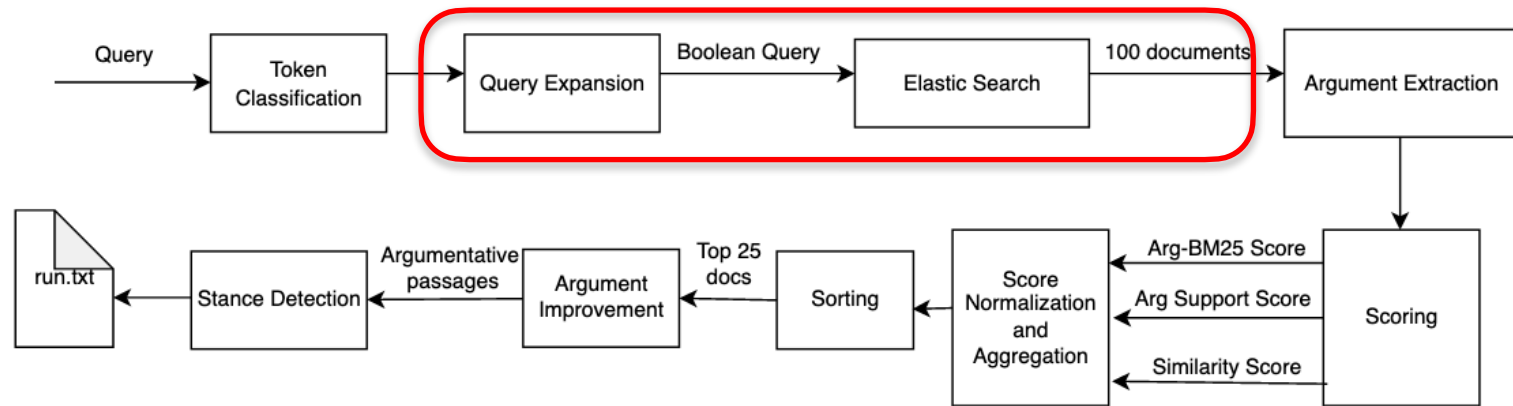 Query
Token
Classification
Query Expansion
Boolean Query
Elastic Search
100 documents
Argument Extraction
run.txt
Stance Detection
Argumentative
passages
Argument
Improvement
Top 25
docs
Sorting
Score
Normalization
and
Aggregation
Arg-BM25 Score
Arg Support Score
Similarity Score
Scoring